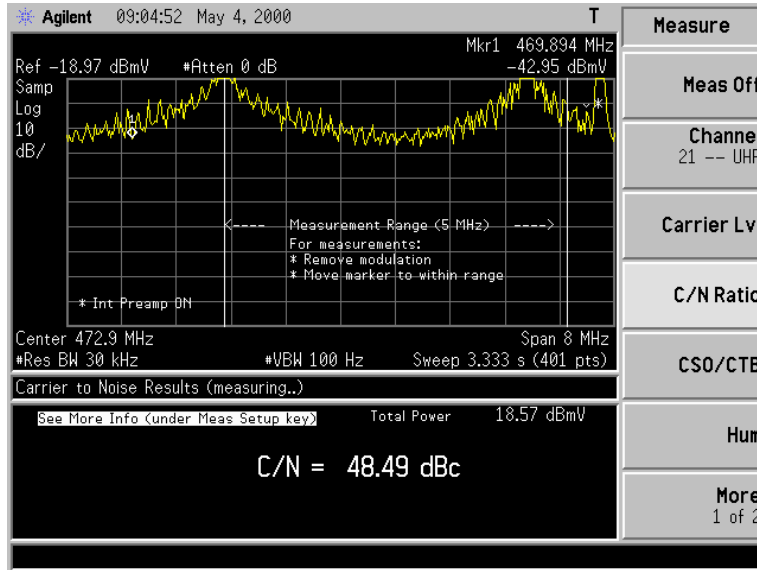 Agilent 09:04:52 May 4, 2000 T
Mkr1 469.894 MHz
Ref -18.97 dBmV #Atten 0 dB -42.95 dBmV
Samp
Log
10
dB/
<---- Measurement Range (5 MHz) ---->
For measurements:
* Remove modulation
* Move marker to within range
* Int Preamp ON
Center 472.9 MHz Span 8 MHz
#Res BW 30 kHz #VBW 100 Hz Sweep 3.333 s (401 pts)
Carrier to Noise Results (measuring..)
See More Info (under Meas Setup key) Total Power 18.57 dBmV
C/N = 48.49 dBc
Measure
Meas Off
Channe
21 -- UHF
Carrier Lv
C/N Ratio
CSO/CTB
Hum
More
1 of 2